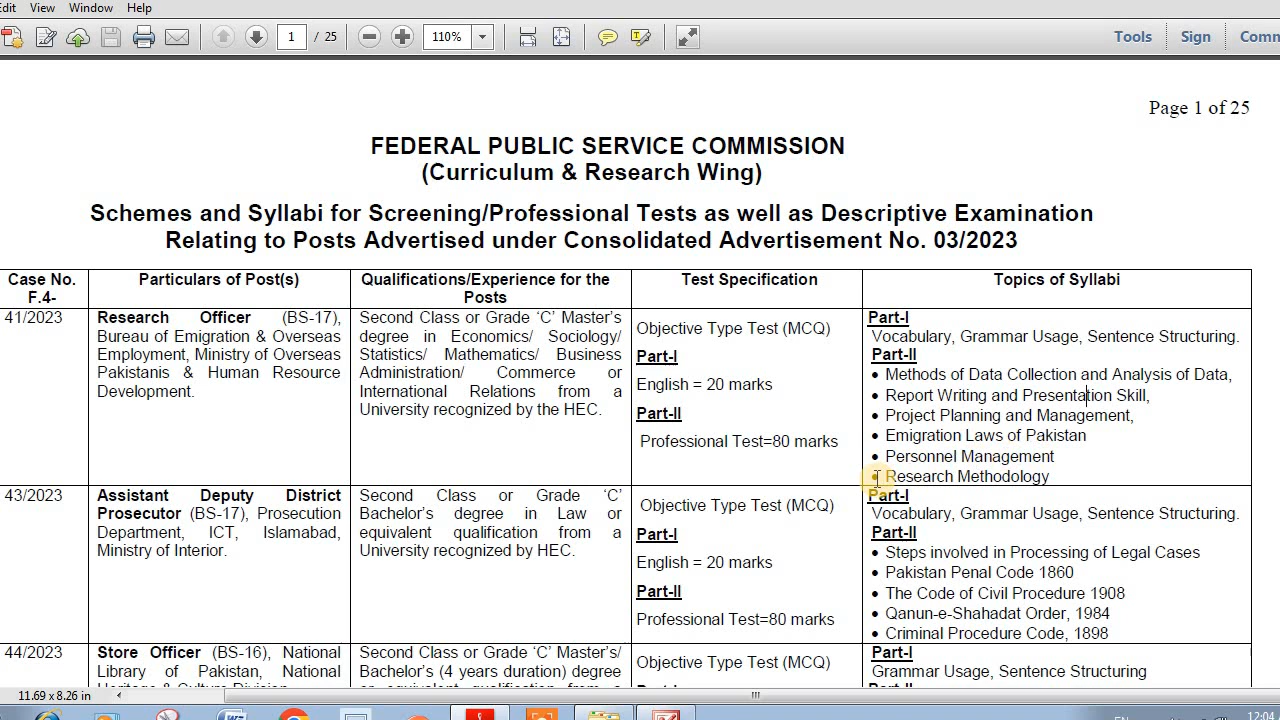 Edit View Window Help
1 / 25 110% Tools Sign
Page 1 of 25
FEDERAL PUBLIC SERVICE COMMISSION
(Curriculum & Research Wing)
Schemes and Syllabi for Screening/Professional Tests as well as Descriptive Examination
Relating to Posts Advertised under Consolidated Advertisement No. 03/2023
Case No.
F.4-
Particulars of Post(s)
Qualifications/Experience for the
Posts
Test Specification
Topics of Syllabi
41/2023
Research Officer (BS-17),
Bureau of Emigration & Overseas
Employment, Ministry of Overseas
Pakistanis & Human Resource
Development.
Second Class or Grade ‘C’ Master’s
degree in Economics/ Sociology/
Statistics/ Mathematics/ Business
Administration/ Commerce or
International Relations from a
University recognized by the HEC.
Objective Type Test (MCQ)
Part-I
English = 20 marks
Part-II
Professional Test=80 marks
Part-I
Vocabulary, Grammar Usage, Sentence Structuring.
Part-II
• Methods of Data Collection and Analysis of Data,
• Report Writing and Presentation Skill,
• Project Planning and Management,
• Emigration Laws of Pakistan
• Personnel Management
• Research Methodology
43/2023
Assistant Deputy District
Prosecutor (BS-17), Prosecution
Department, ICT, Islamabad,
Ministry of Interior.
Second Class or Grade ‘C’
Bachelor’s degree in Law or
equivalent qualification from a
University recognized by HEC.
Objective Type Test (MCQ)
Part-I
English = 20 marks
Part-II
Professional Test=80 marks
Part-I
Vocabulary, Grammar Usage, Sentence Structuring.
Part-II
• Steps involved in Processing of Legal Cases
• Pakistan Penal Code 1860
• The Code of Civil Procedure 1908
• Qanun-e-Shahadat Order, 1984
• Criminal Procedure Code, 1898
44/2023
Store Officer (BS-16), National
Library of Pakistan, National
Second Class or Grade ‘C’ Master’s/
Bachelor’s (4 years duration) degree
Objective Type Test (MCQ)
Part-I
Grammar Usage, Sentence Structuring
11.69 x 8.26 in
12:04